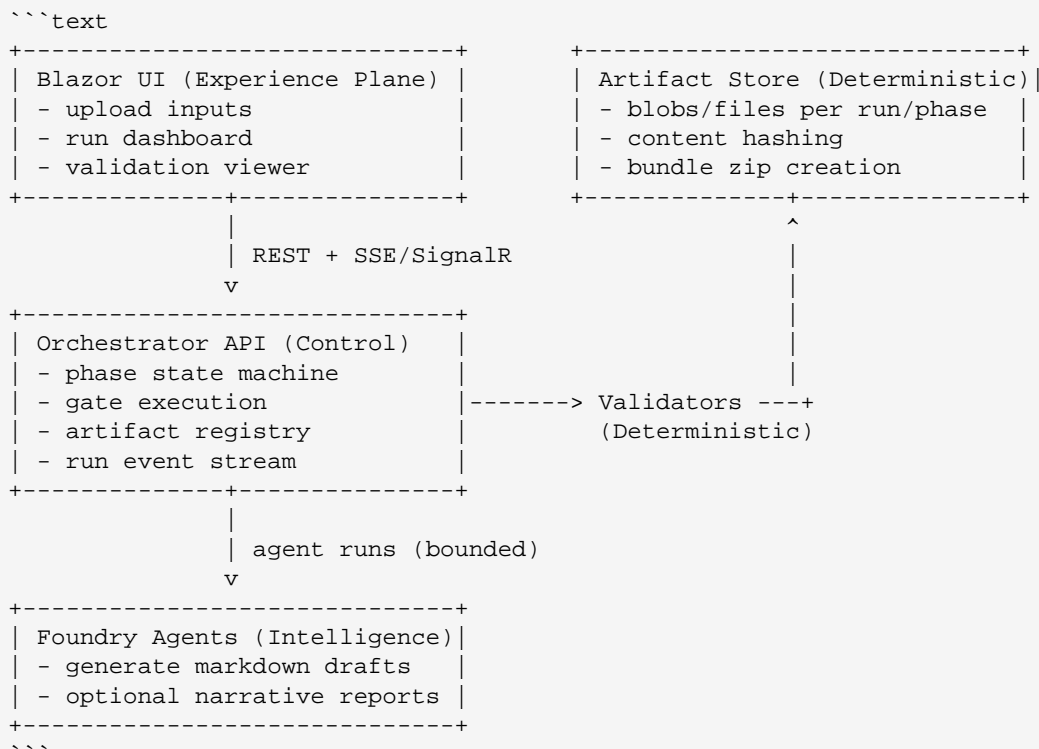 ```text
+------------------------------+       +------------------------------+
| Blazor UI (Experience Plane) |       | Artifact Store (Deterministic)|
| - upload inputs              |       | - blobs/files per run/phase  |
| - run dashboard              |       | - content hashing            |
| - validation viewer          |       | - bundle zip creation        |
+--------------+---------------+       +--------------+---------------+
               |                                      ^
               | REST + SSE/SignalR                   |
               v                                      |
+------------------------------+                      |
| Orchestrator API (Control)   |                      |
| - phase state machine        |                      |
| - gate execution             |-------> Validators ---+
| - artifact registry          |         (Deterministic)
| - run event stream           |
+--------------+---------------+
               |
               | agent runs (bounded)
               v
+------------------------------+
| Foundry Agents (Intelligence)|
| - generate markdown drafts   |
| - optional narrative reports |
+------------------------------+
```